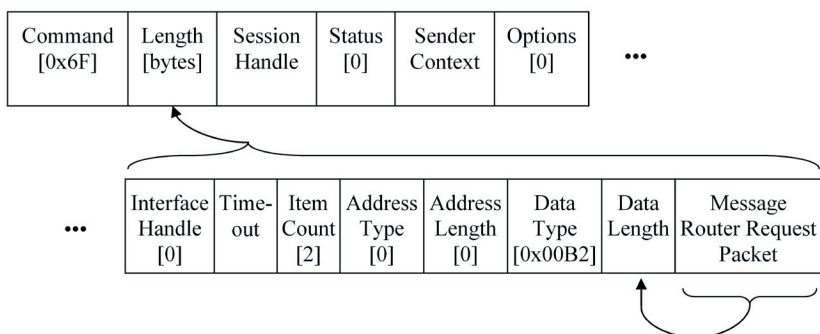 Command Length Session Status Sender Options
[0x6F] [bytes] Handle [0] Context [0]
•••
Interface Time- Item Address Address Data Data Message
••• Handle out Count Type Length Type Length Router Request
[0] [2] [0] [0] [0x00B2] Packet